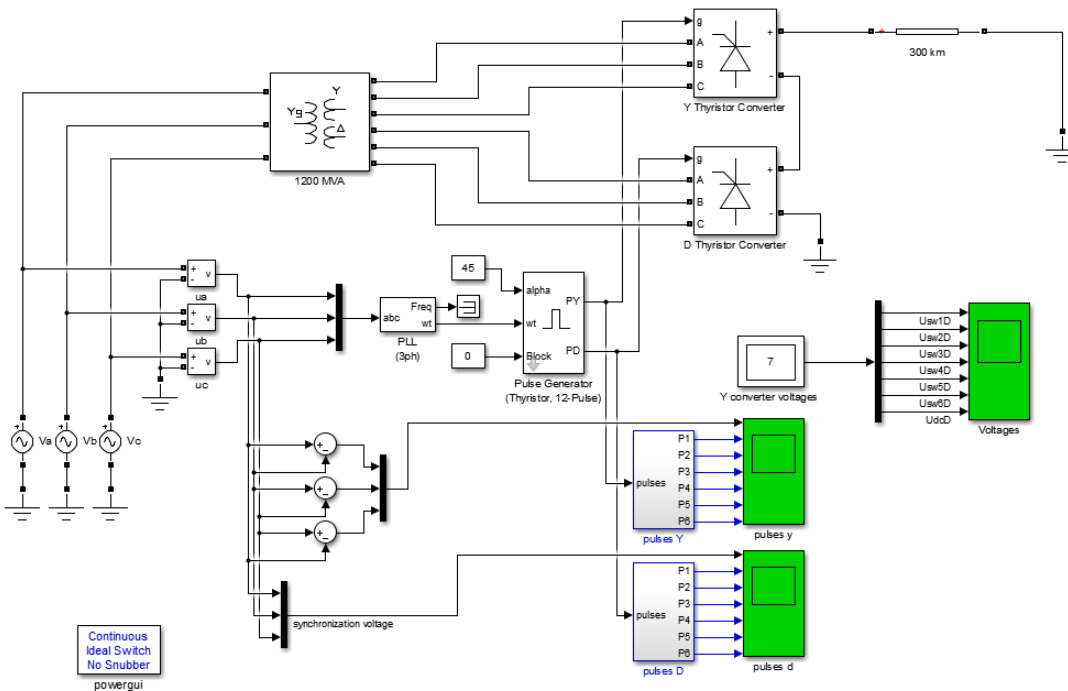 g
A
B
C
+
-
Y Thyristor Converter
+
300 km
Yg
Y
Δ
1200 MVA
g
A
B
C
+
-
D Thyristor Converter
+
-
v
ua
+
-
v
ub
+
-
v
uc
abc
Freq
wt
PLL
(3ph)
45
0
alpha
wt
Block
PY
PD
Pulse Generator
(Thyristor, 12-Pulse)
7
Y converter voltages
Usw1D
Usw2D
Usw3D
Usw4D
Usw5D
Usw6D
UdcD
Voltages
+
Va
+
Vb
+
Vc
+
-
+
-
+
-
pulses
P1
P2
P3
P4
P5
P6
pulses Y
pulses y
synchronization voltage
pulses
P1
P2
P3
P4
P5
P6
pulses D
pulses d
Continuous
Ideal Switch
No Snubber
powergui